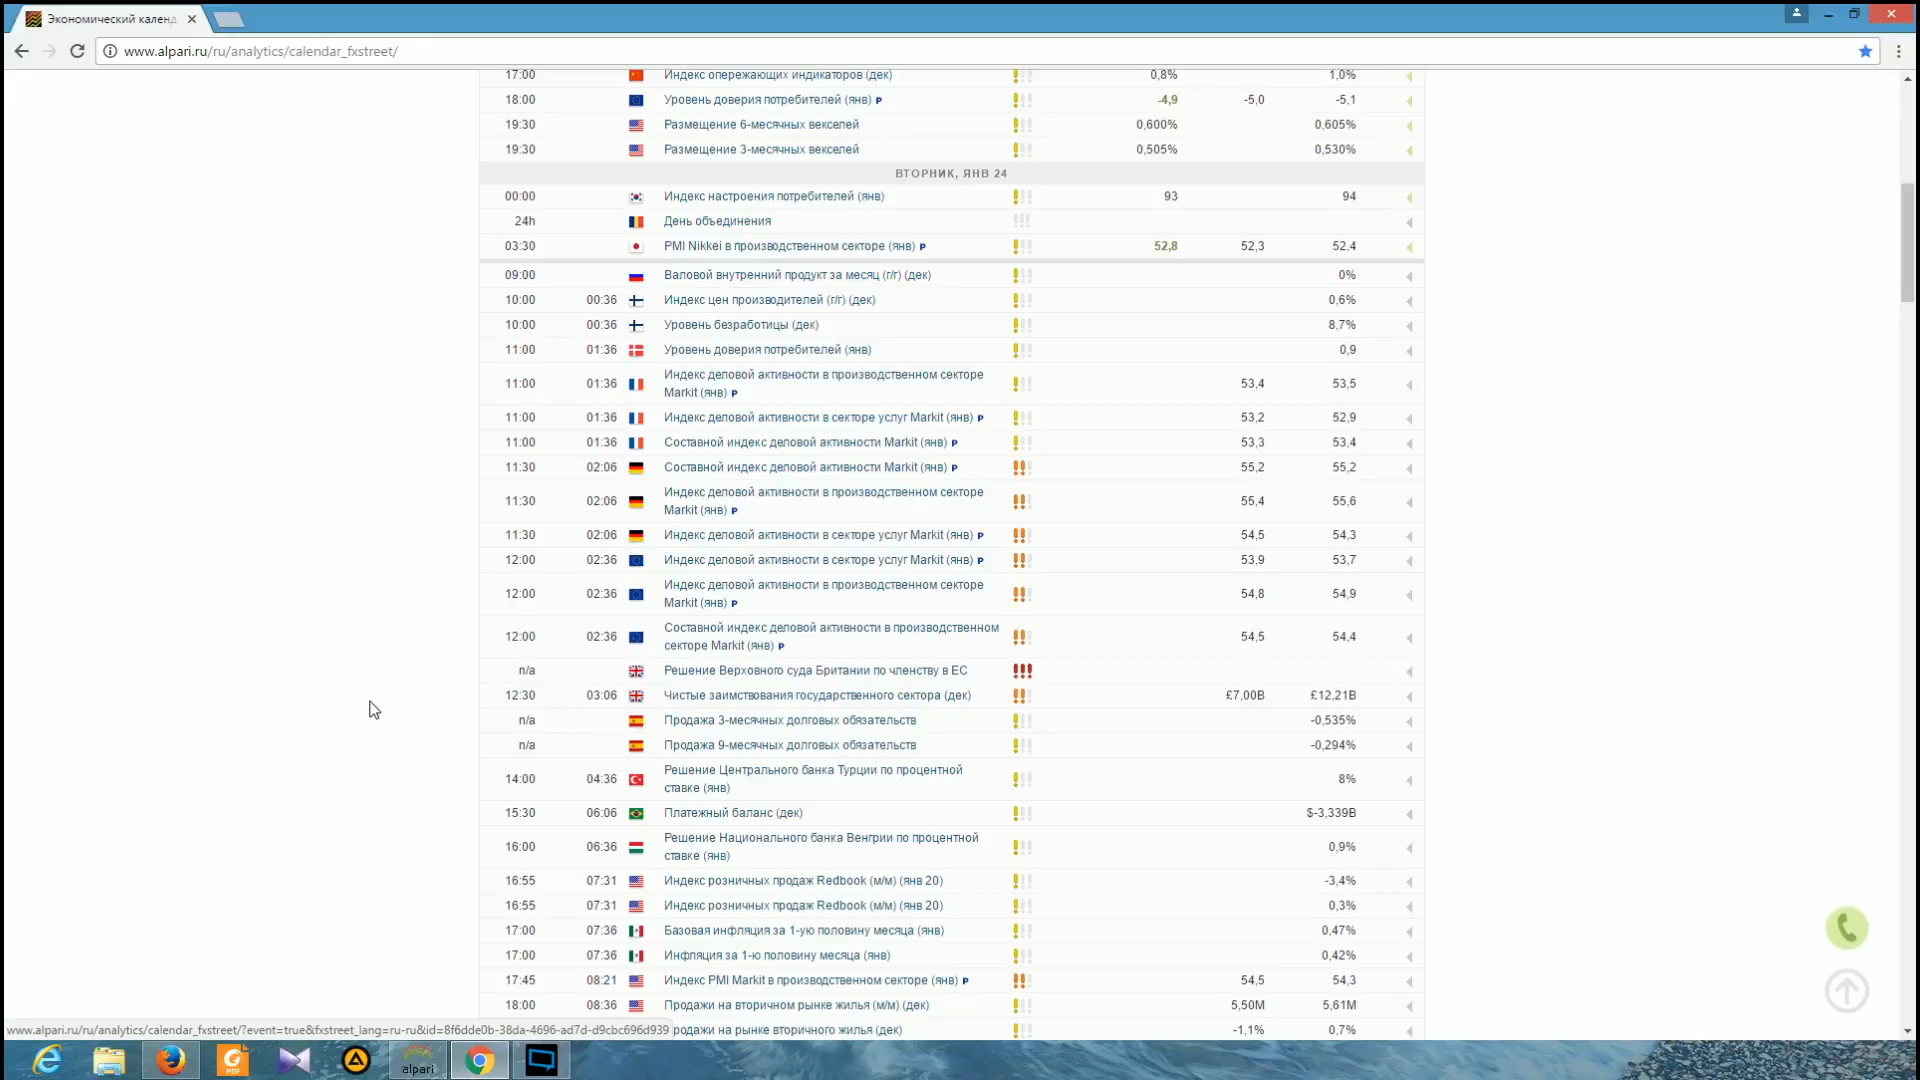 Экономический календ
www.alpari.ru/ru/analytics/calendar_fxstreet/
17:00 Индекс опережающих индикаторов (дек) 0,8% 1,0%
18:00 Уровень доверия потребителей (янв) P -4,9 -5,0 -5,1
19:30 Размещение 6-месячных векселей 0,600% 0,605%
19:30 Размещение 3-месячных векселей 0,505% 0,530%
ВТОРНИК, ЯНВ 24
00:00 Индекс настроения потребителей (янв) 93 94
24h День объединения
03:30 PMI Nikkei в производственном секторе (янв) P 52,8 52,3 52,4
09:00 Валовой внутренний продукт за месяц (г/г) (дек) 0%
10:00 00:36 Индекс цен производителей (г/г) (дек) 0,6%
10:00 00:36 Уровень безработицы (дек) 8,7%
11:00 01:36 Уровень доверия потребителей (янв) 0,9
11:00 01:36 Индекс деловой активности в производственном секторе 53,4 53,5
Markit (янв) P
11:00 01:36 Индекс деловой активности в секторе услуг Markit (янв) P 53,2 52,9
11:00 01:36 Составной индекс деловой активности Markit (янв) P 53,3 53,4
11:30 02:06 Составной индекс деловой активности Markit (янв) P 55,2 55,2
11:30 02:06 Индекс деловой активности в производственном секторе 55,4 55,6
Markit (янв) P
11:30 02:06 Индекс деловой активности в секторе услуг Markit (янв) P 54,5 54,3
12:00 02:36 Индекс деловой активности в секторе услуг Markit (янв) P 53,9 53,7
12:00 02:36 Индекс деловой активности в производственном секторе 54,8 54,9
Markit (янв) P
12:00 02:36 Составной индекс деловой активности в производственном 54,5 54,4
секторе Markit (янв) P
n/a Решение Верховного суда Британии по членству в ЕС
12:30 03:06 Чистые заимствования государственного сектора (дек) £7,00B £12,21B
n/a Продажа 3-месячных долговых обязательств -0,535%
n/a Продажа 9-месячных долговых обязательств -0,294%
14:00 04:36 Решение Центрального банка Турции по процентной 8%
ставке (янв)
15:30 06:06 Платежный баланс (дек) $-3,339B
16:00 06:36 Решение Национального банка Венгрии по процентной 0,9%
ставке (янв)
16:55 07:31 Индекс розничных продаж Redbook (м/м) (янв 20) -3,4%
16:55 07:31 Индекс розничных продаж Redbook (м/м) (янв 20) 0,3%
17:00 07:36 Базовая инфляция за 1-ую половину месяца (янв) 0,47%
17:00 07:36 Инфляция за 1-ю половину месяца (янв) 0,42%
17:45 08:21 Индекс PMI Markit в производственном секторе (янв) P 54,5 54,3
18:00 08:36 Продажи на вторичном рынке жилья (м/м) (дек) 5,50M 5,61M
www.alpari.ru/ru/analytics/calendar_fxstreet/?event=true&fxstreet_lang=ru-ru&id=8f6dde0b-38da-4696-ad7d-d9cbc696d939 родажи на рынке вторичного жилья (дек) -1,1% 0,7%
PDF
alpari